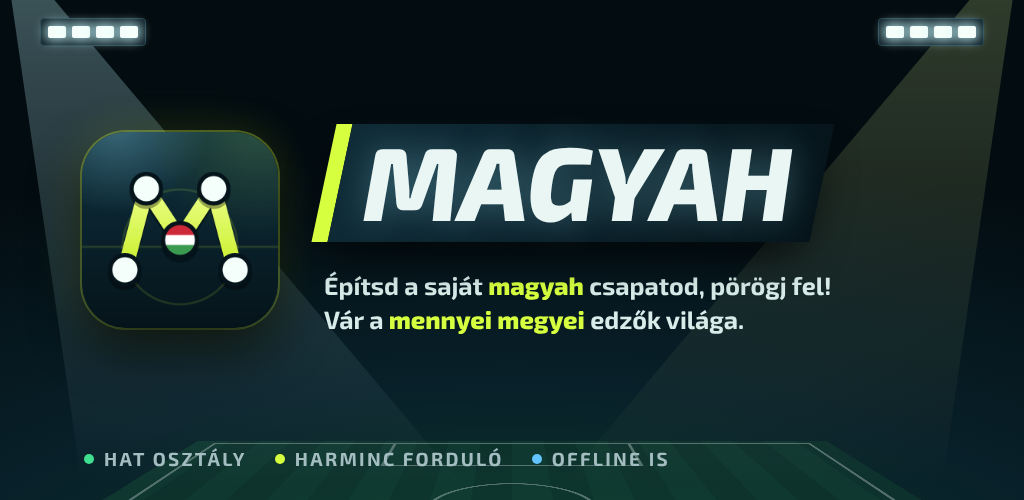 MAGYAH
Építsd a saját magyah csapatod, pörögj fel!
Vár a mennyei megyei edzők világa.
HAT OSZTÁLY HARMINC FORDULÓ OFFLINE IS